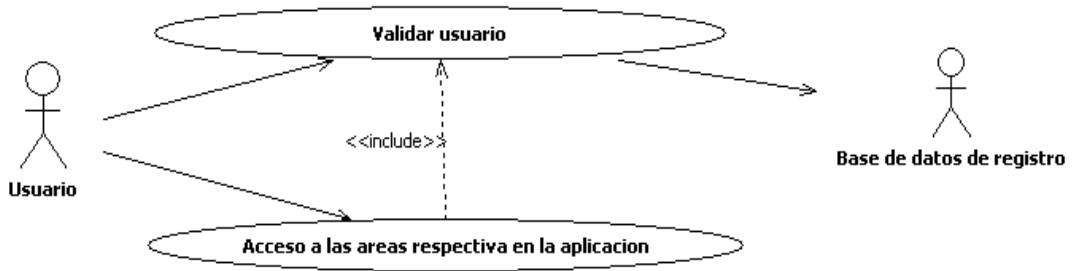 Validar usuario
<<include>>
Usuario
Base de datos de registro
Acceso a las areas respectiva en la aplicacion